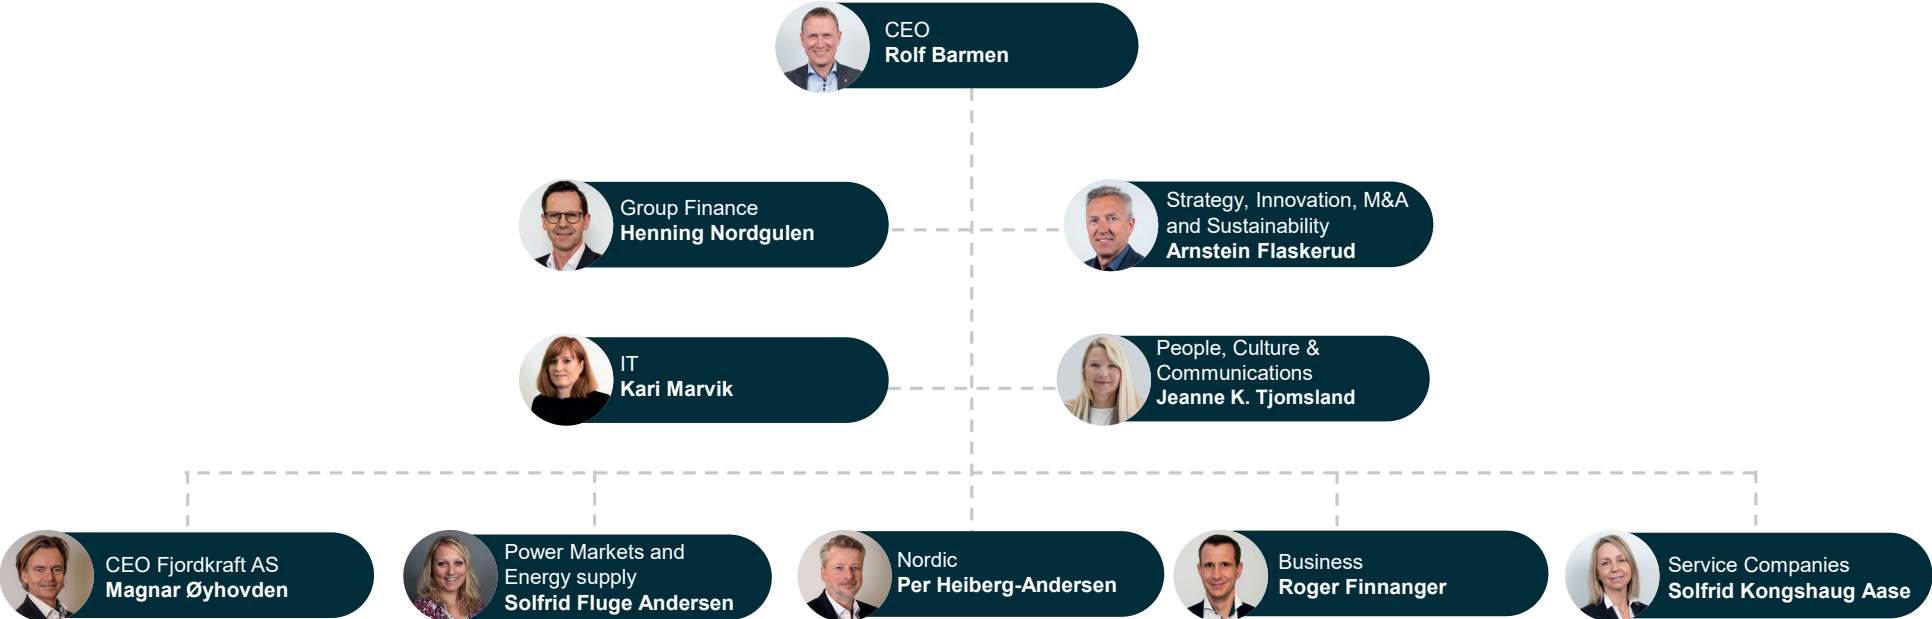 CEO
Rolf Barmen
Group Finance
Henning Nordgulen
Strategy, Innovation, M&A
and Sustainability
Arnstein Flaskerud
IT
Kari Marvik
People, Culture &
Communications
Jeanne K. Tjomsland
CEO Fjordkraft AS
Magnar Øyhovden
Power Markets and
Energy supply
Solfrid Fluge Andersen
Nordic
Per Heiberg-Andersen
Business
Roger Finnanger
Service Companies
Solfrid Kongshaug Aase